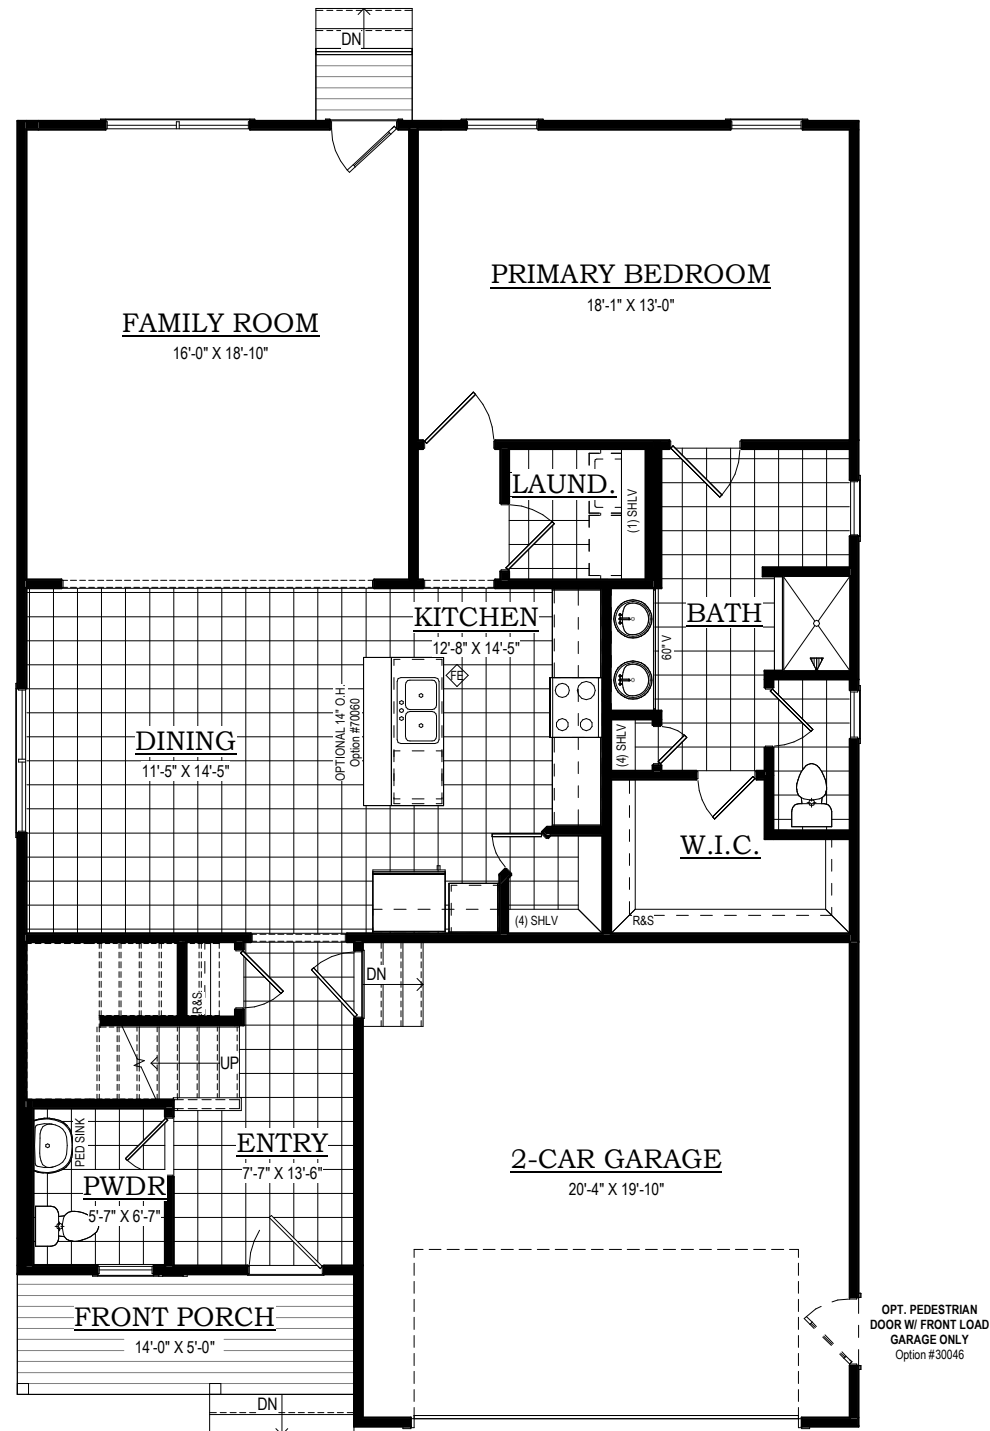 DN
PRIMARY BEDROOM
18'-1" X 13'-0"
FAMILY ROOM
16'-0" X 18'-10"
LAUND.
(1) SHLV
KITCHEN
12'-8" X 14'-5"
BATH
60" V
FE
OPTIONAL 14" O.H.
Option #70060
DINING
11'-5" X 14'-5"
(4) SHLV
W.I.C.
R&S
(4) SHLV
DN
R&S
UP
PED SINK
ENTRY
7'-7" X 13'-6"
PWDR
5'-7" X 6'-7"
2-CAR GARAGE
20'-4" X 19'-10"
FRONT PORCH
14'-0" X 5'-0"
OPT. PEDESTRIAN
DOOR W/ FRONT LOAD
GARAGE ONLY
Option #30046
DN